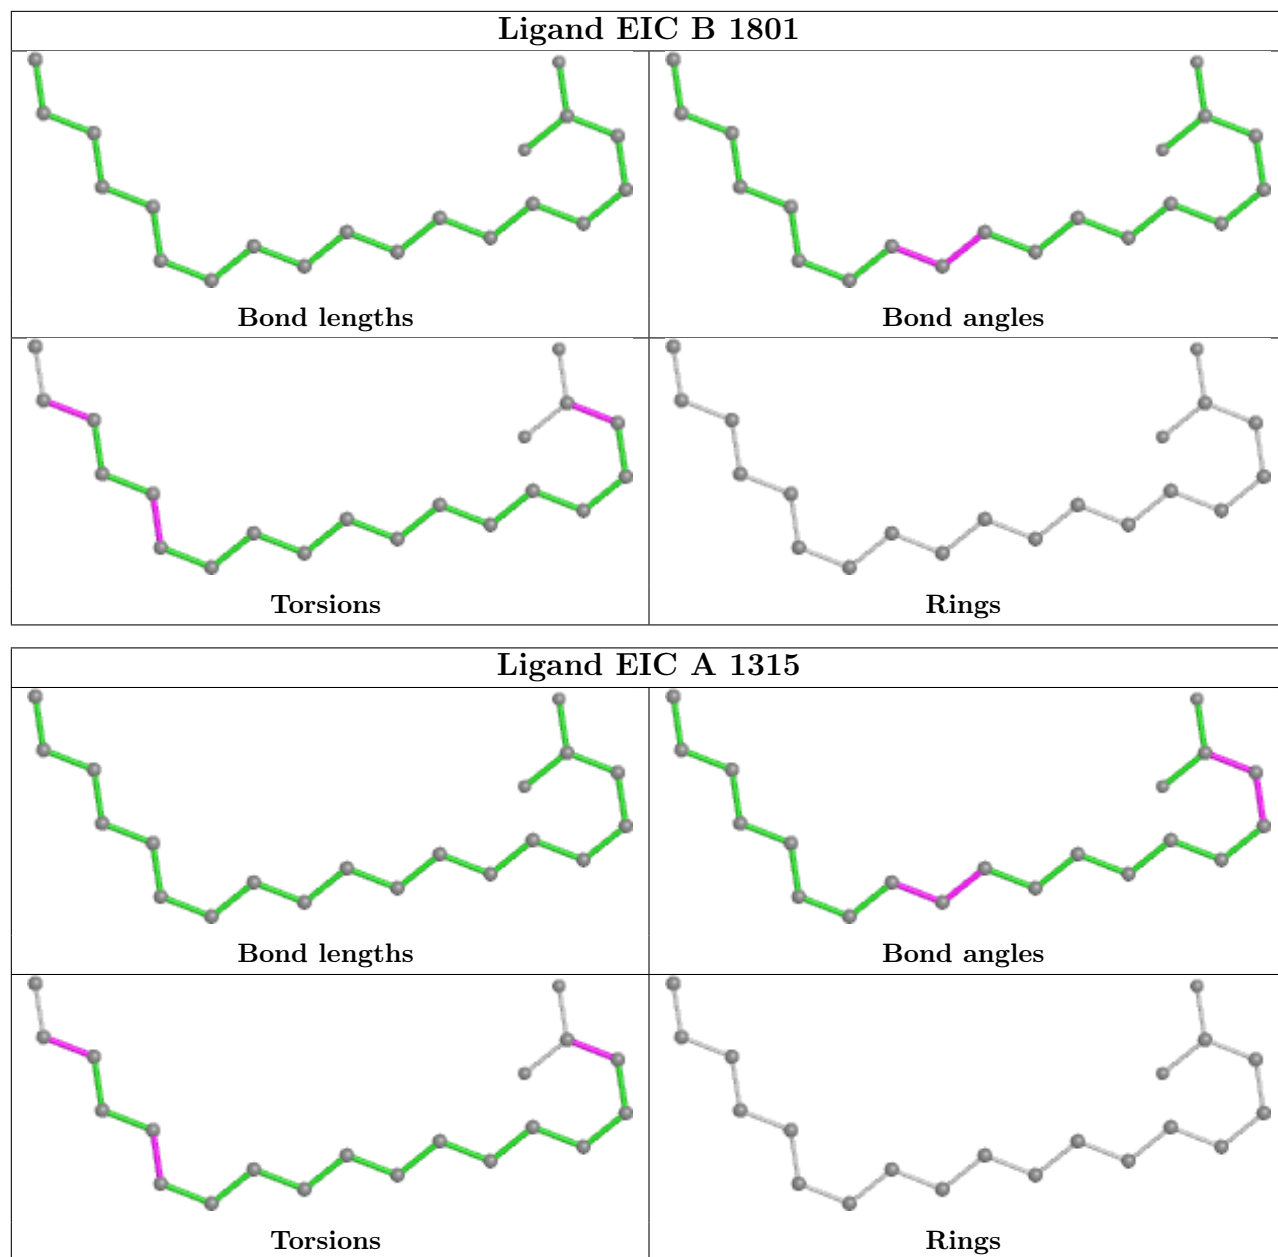 Ligand EIC B 1801
Bond lengths
Bond angles
Torsions
Rings
Ligand EIC A 1315
Bond lengths
Bond angles
Torsions
Rings